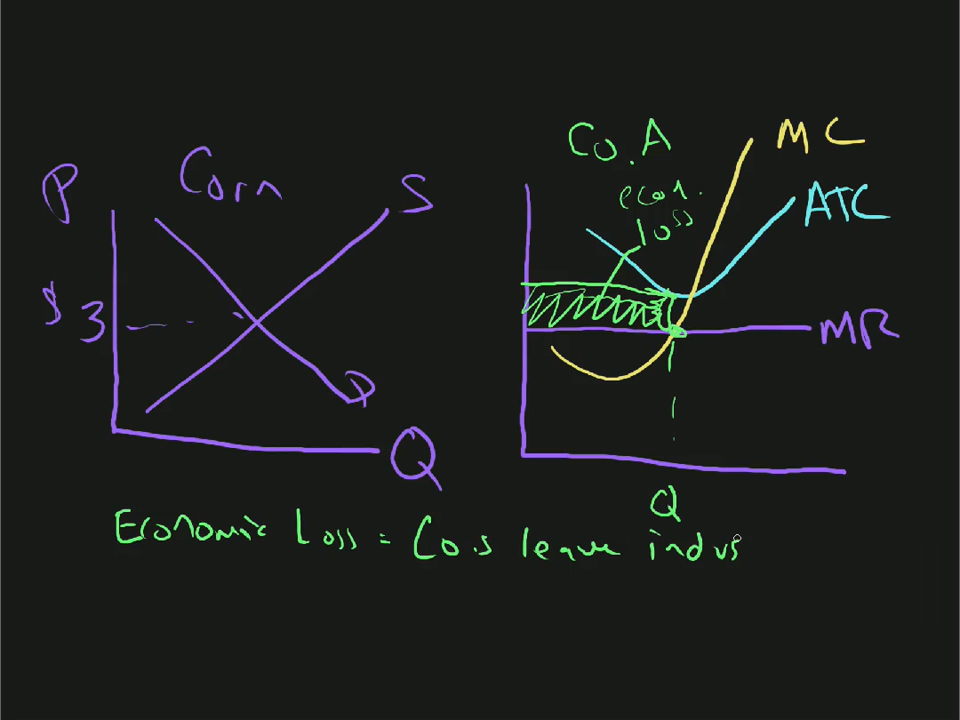 Corn
P
S
$3
D
Q
Co. A
MC
econ.
loss
ATC
MR
Q
Economic Loss = Co.s leave indus